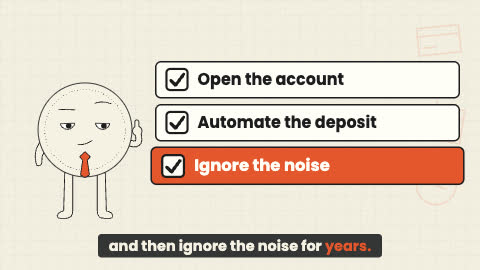 Open the account
Automate the deposit
Ignore the noise
and then ignore the noise for years.